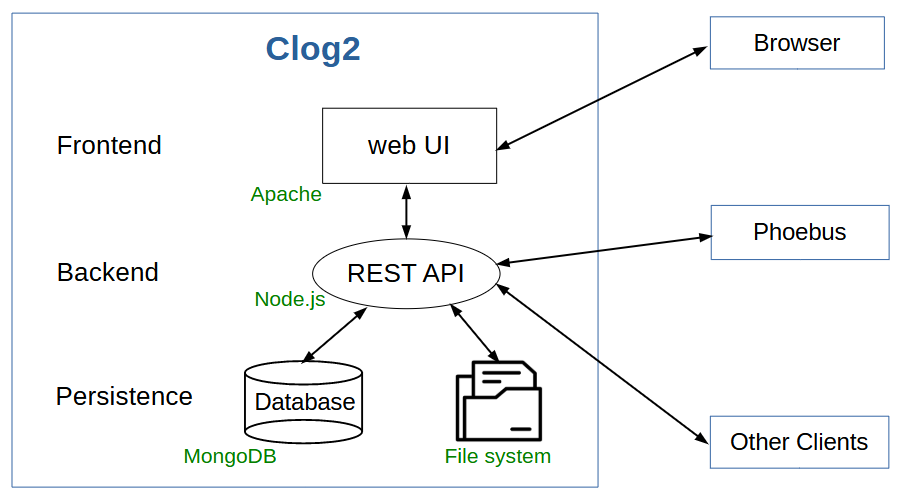 Clog2
Browser
Frontend
web UI
Apache
Phoebus
Backend
REST API
Node.js
Persistence
Database
Other Clients
MongoDB
File system